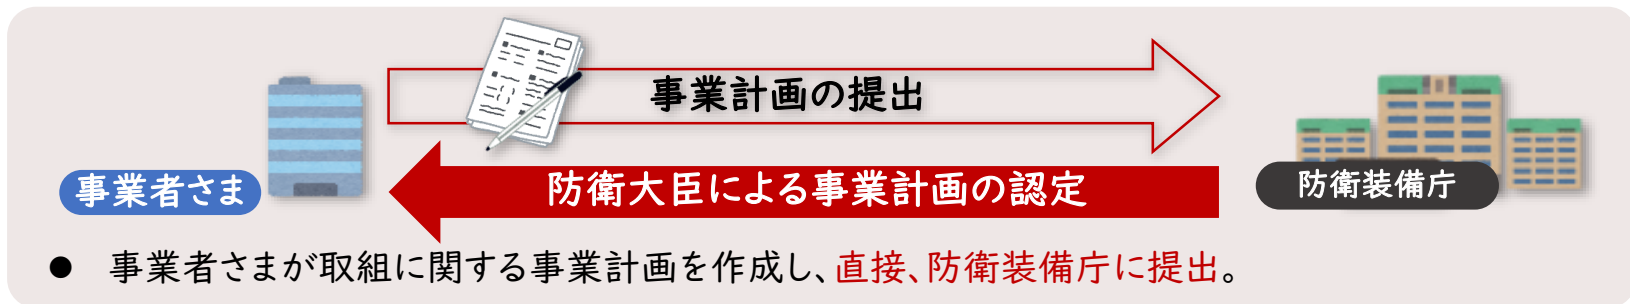 事業計画の提出
事業者さま
防衛大臣による事業計画の認定
防衛装備庁
● 事業者さまが取組に関する事業計画を作成し、直接、防衛装備庁に提出。